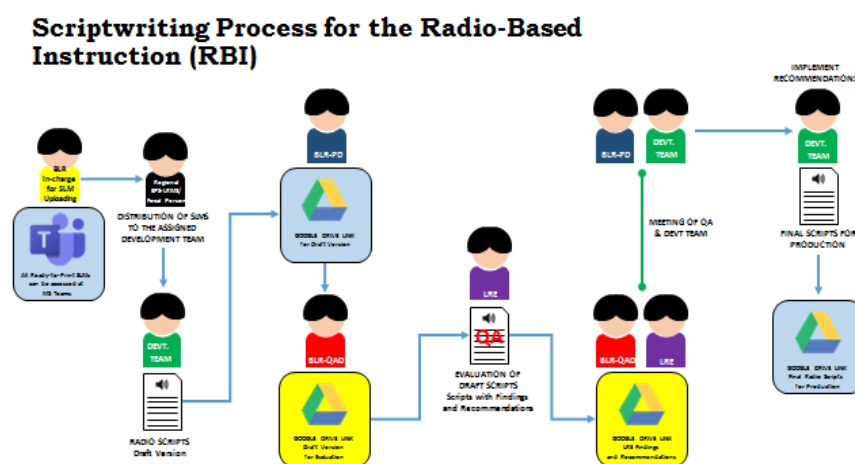 Scriptwriting Process for the Radio-Based
Instruction (RBI)
BLR
In-charge
for SLM
Uploading
T
All Ready-for-Print SLMs
can be accessed at
MS Teams
Regional
Focal Person
DISTRIBUTION OF SLMS
TO THE ASSIGNED
DEVELOPMENT TEAM
DEVT.
TEAM
RADIO SCRIPTS
Draft Version
BLR-PD
GOOGLE DRIVE LINK
for Draft Version
BLR-QAD
GOOGLE DRIVE LINK
Draft Version
for Evaluation
LRE
QA
EVALUATION OF
DRAFT SCRIPTS
Scripts with Findings
and Recommendations
BLR-QAD
LRE
GOOGLE DRIVE LINK
LRE Findings
and Recommendations
MEETING OF QA
& DEVT TEAM
BLR-PD
DEVT.
TEAM
IMPLEMENT
RECOMMENDATIONS
DEVT.
TEAM
FINAL SCRIPTS FOR
PRODUCTION
GOOGLE DRIVE LINK
Final Radio Scripts
for Production